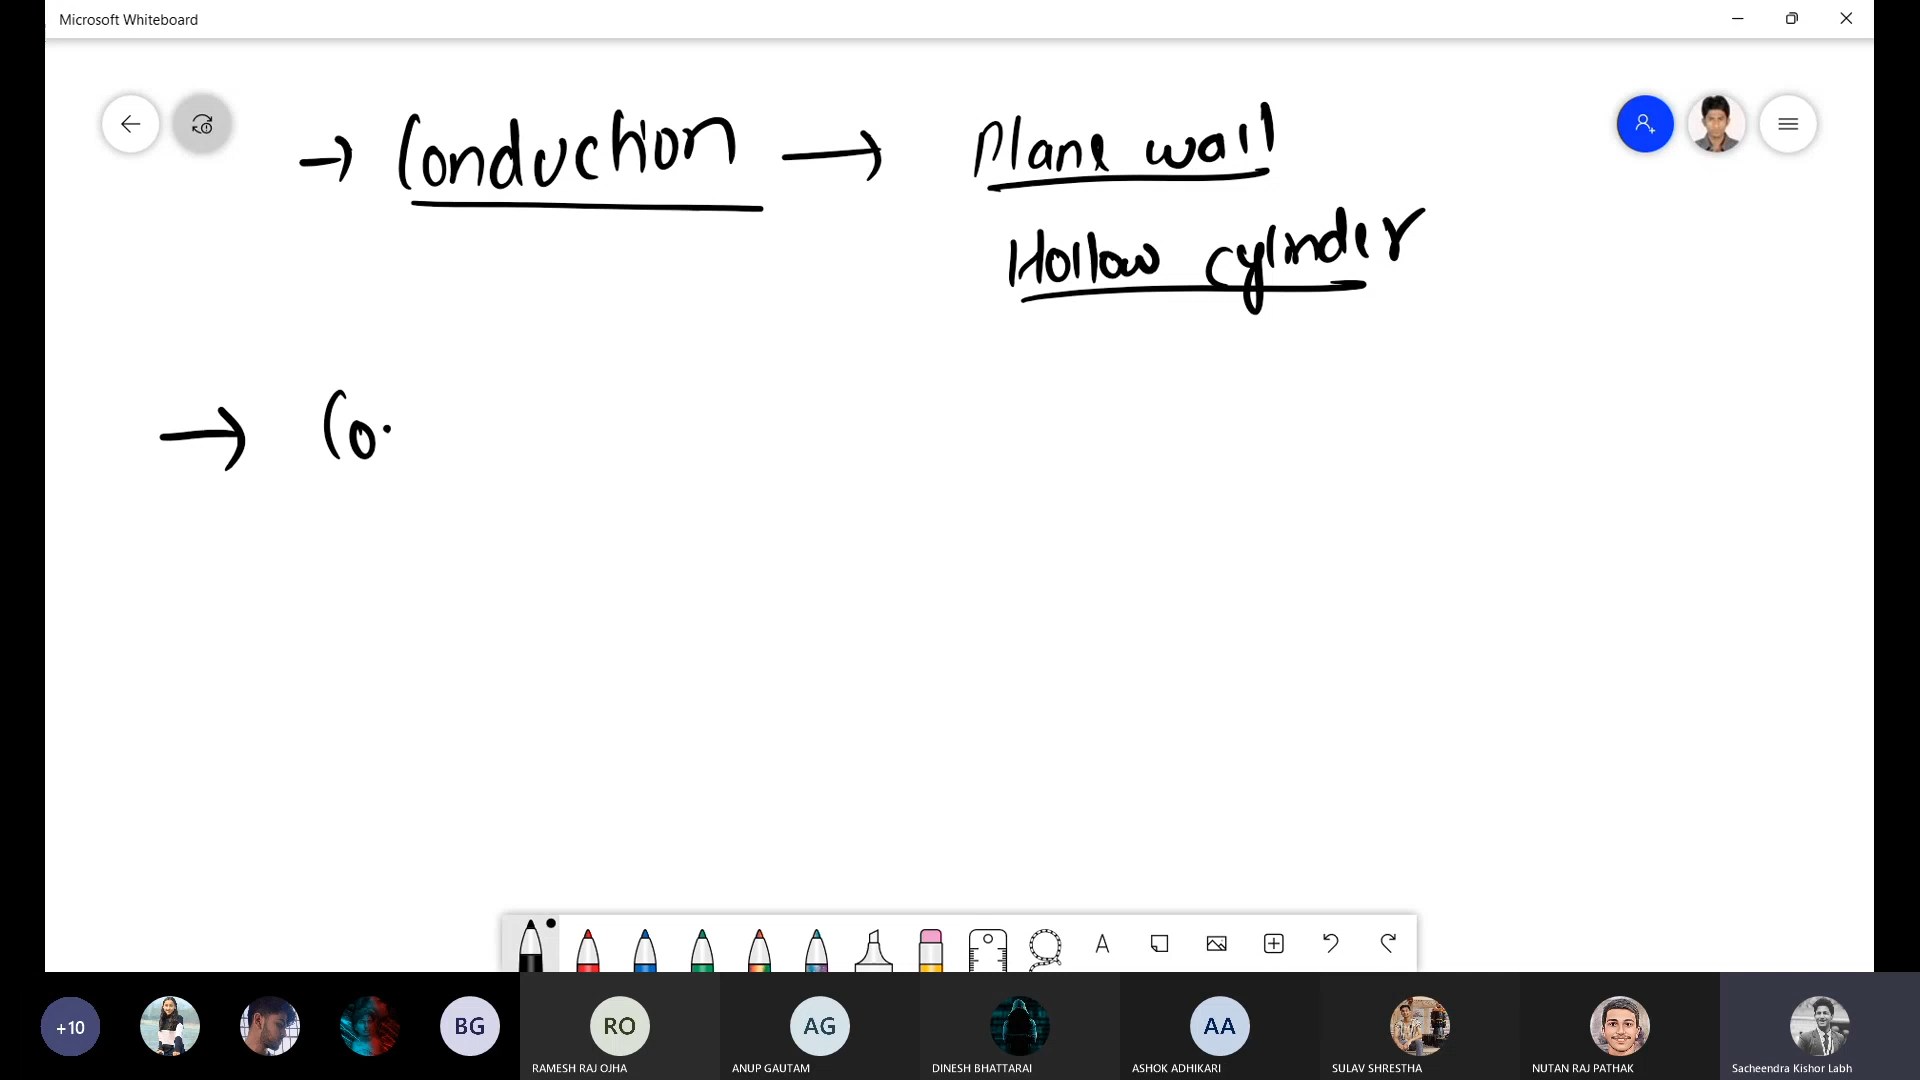 Microsoft Whiteboard
→ Conduction → Plane wall
Hollow cylinder
→ Co
A
+10
BG
RO
AG
AA
RAMESH RAJ OJHA
ANUP GAUTAM
DINESH BHATTARAI
ASHOK ADHIKARI
SULAV SHRESTHA
NUTAN RAJ PATHAK
Sacheendra Kishor Labh